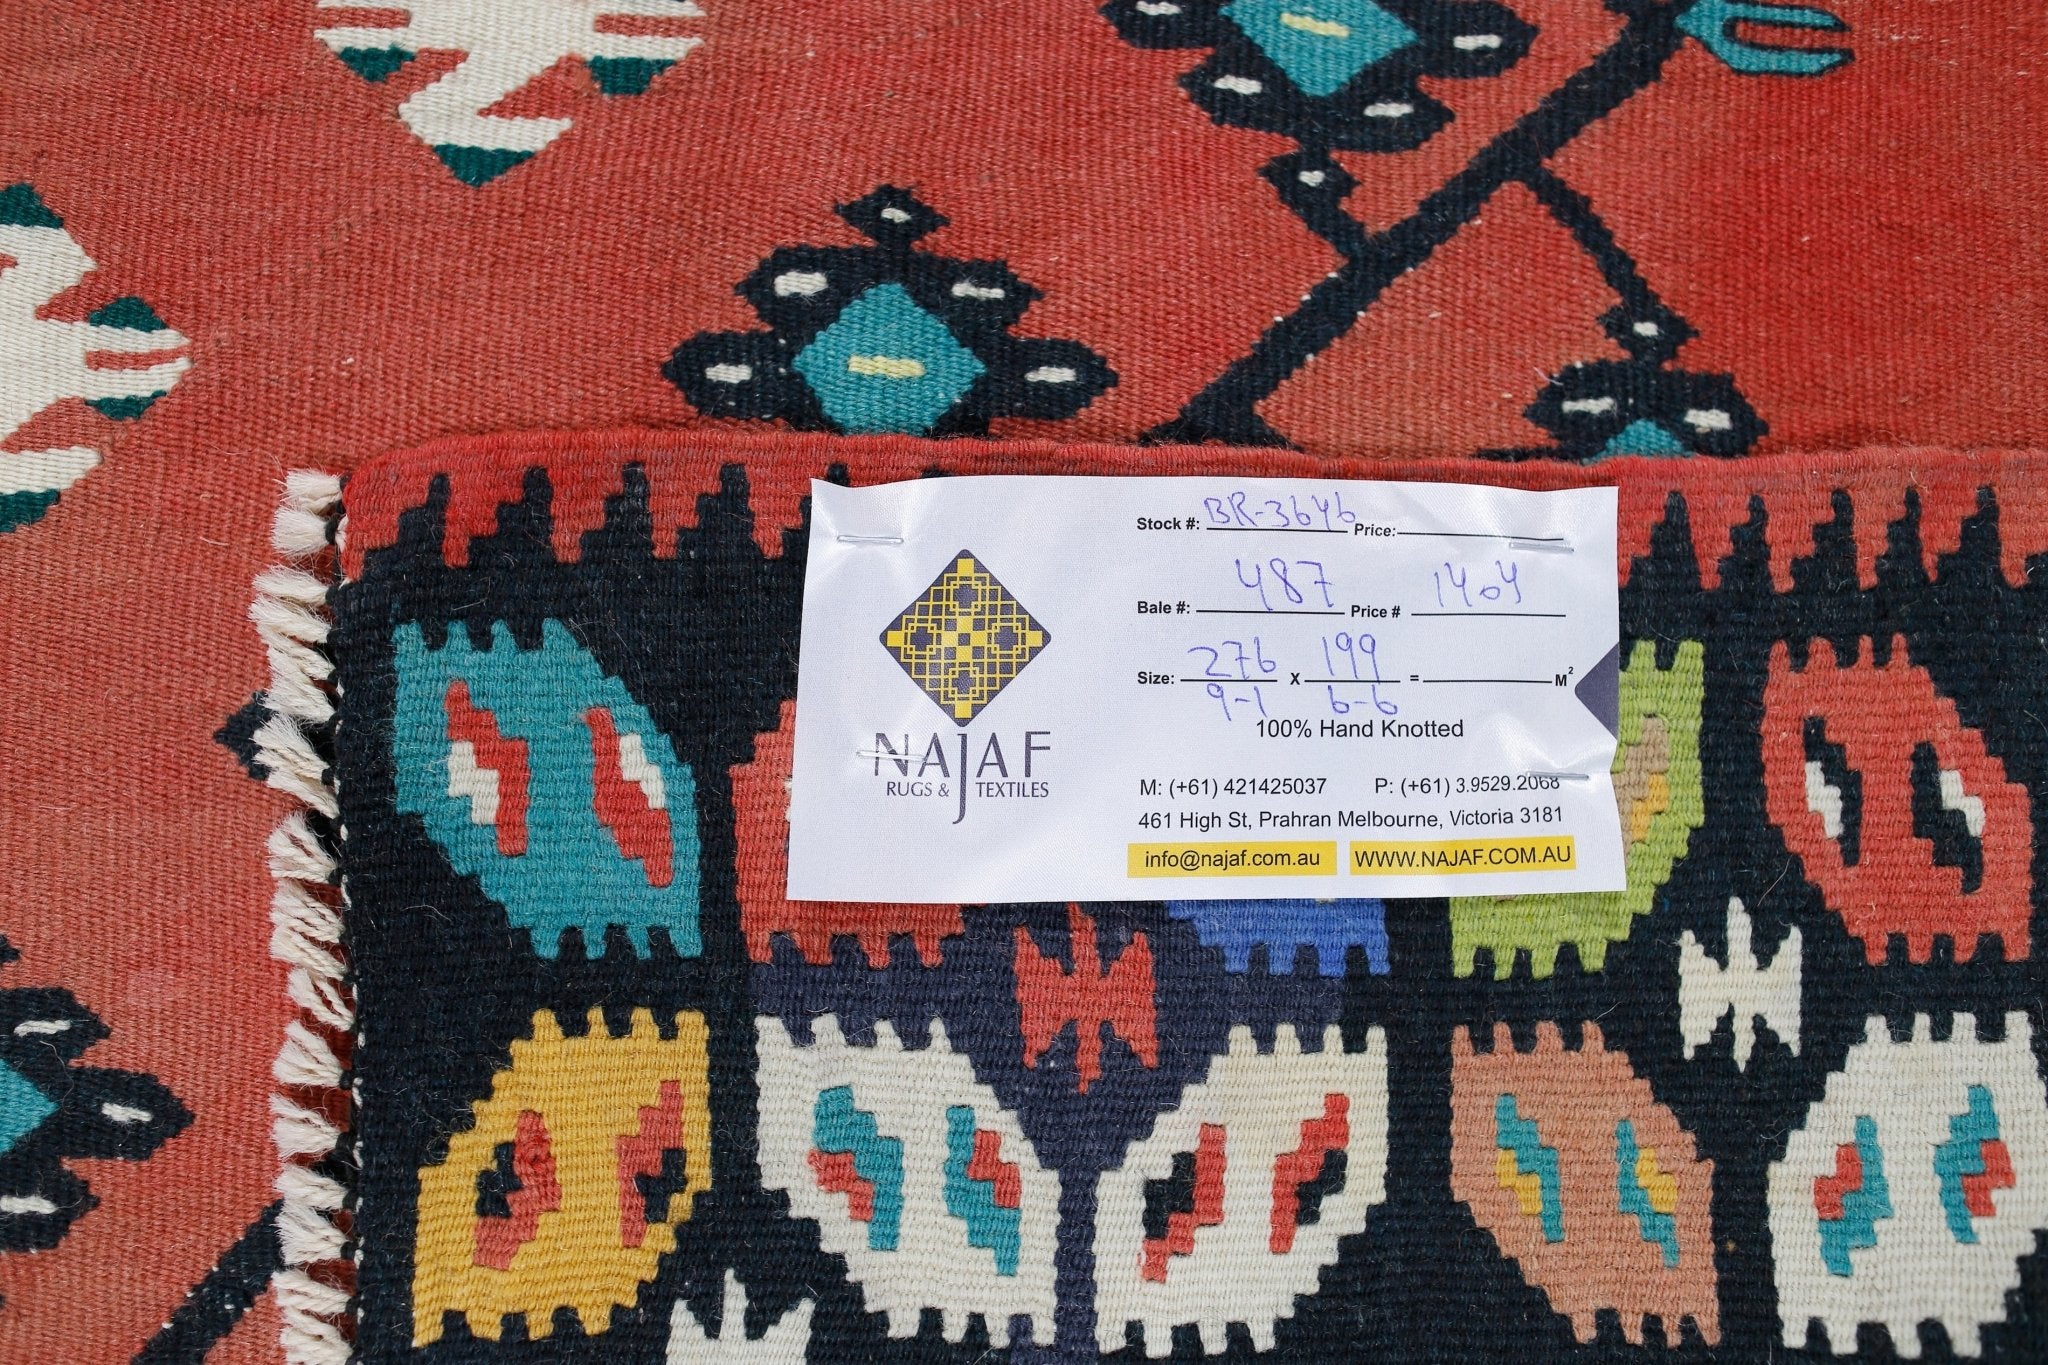 NAJAF
RUGS & TEXTILES
Stock #: BR-3646 Price:
Bale #: 487 Price # 1404
Size: 276 x 199 = M²
9-1 6-6
100% Hand Knotted
M: (+61) 421425037 P: (+61) 3.9529.2068
461 High St, Prahran Melbourne, Victoria 3181
info@najaf.com.au WWW.NAJAF.COM.AU